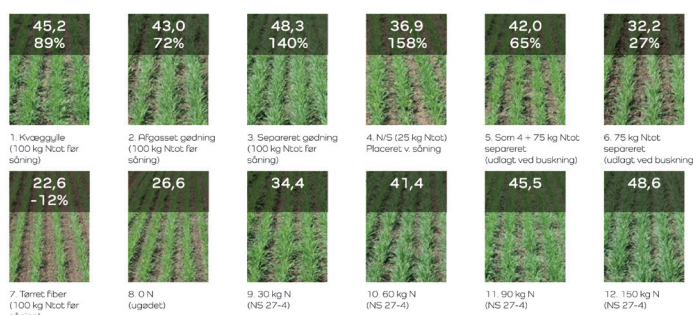 45,2
89%
43,0
72%
48,3
140%
36,9
158%
42,0
65%
32,2
27%
1. Kvæggylle
(100 kg Ntot før
såning)
2. Afgasset gødning
(100 kg Ntot før
såning)
3. Separeret gødning
(100 kg Ntot før
såning)
4. N/S (25 kg Ntot)
Placeret v. såning
5. Som 4 + 75 kg Ntot
separeret
(udlagt ved buskning)
6. 75 kg Ntot
separeret
(udlagt ved buskning
22,6
-12%
26,6
34,4
41,4
45,5
48,6
7. Tørret fiber
(100 kg Ntot før
8. 0 N
(ugødet)
9. 30 kg N
(NS 27-4)
10. 60 kg N
(NS 27-4)
11. 90 kg N
(NS 27-4)
12. 150 kg N
(NS 27-4)